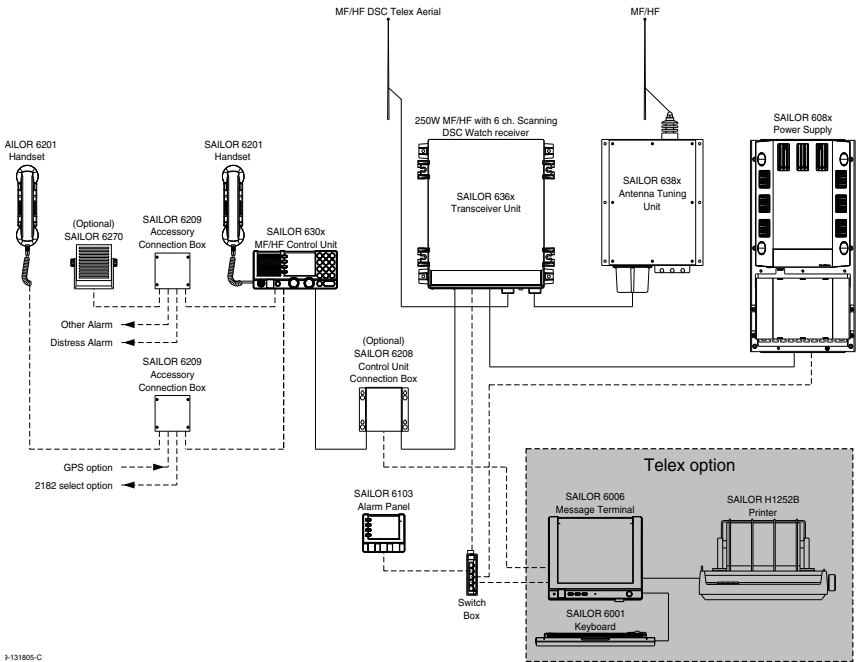 MF/HF DSC Telex Aerial
MF/HF
250W MF/HF with 6 ch. Scanning
DSC Watch receiver
SAILOR 608x
Power Supply
AILOR 6201
Handset
SAILOR 6201
Handset
SAILOR 636x
Transceiver Unit
SAILOR 638x
Antenna Tuning
Unit
(Optional)
SAILOR 6270
SAILOR 6209
Accessory
Connection Box
SAILOR 630x
MF/HF Control Unit
Other Alarm
Distress Alarm
(Optional)
SAILOR 6208
Control Unit
Connection Box
SAILOR 6209
Accessory
Connection Box
GPS option
2182 select option
Telex option
SAILOR 6103
Alarm Panel
SAILOR 6006
Message Terminal
SAILOR H1252B
Printer
Switch
Box
SAILOR 6001
Keyboard
-131805-C